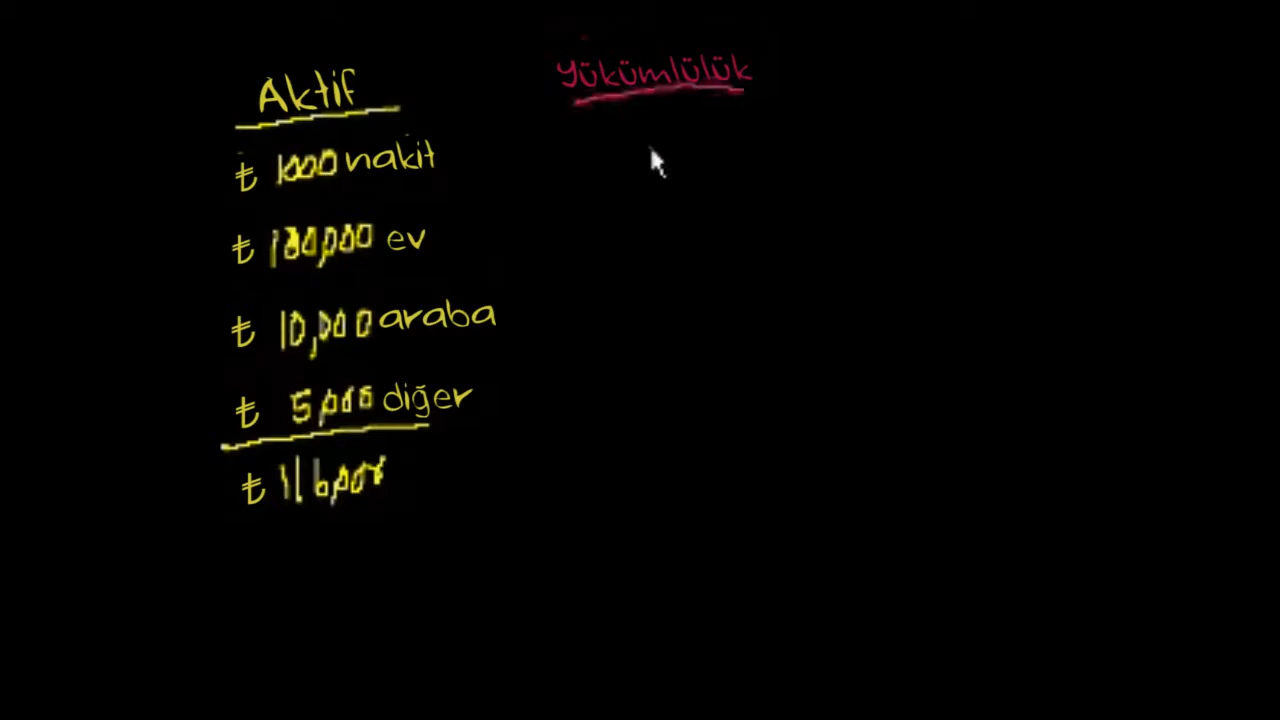 Aktif
Yükümlülük
₺ 1000 nakit
₺ 100,000 ev
₺ 10,000 araba
₺ 5,000 diğer
₺ 116,000